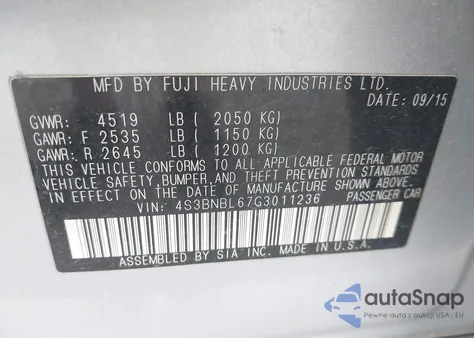 MFD BY FUJI HEAVY INDUSTRIES LTD.
DATE: 09/15
GVWR: 4519 LB ( 2050 KG)
GAWR: F 2535 LB ( 1150 KG)
GAWR: R 2645 LB ( 1200 KG)
THIS VEHICLE CONFORMS TO ALL APPLICABLE FEDERAL MOTOR
VEHICLE SAFETY, BUMPER, AND THEFT PREVENTION STANDARDS
IN EFFECT ON THE DATE OF MANUFACTURE SHOWN ABOVE.
VIN: 4S3BNBL67G3011236 PASSENGER CAR
ASSEMBLED BY SIA INC. MADE IN U.S.A.
autoSnap
Pewne auta z aukcji USA i EU